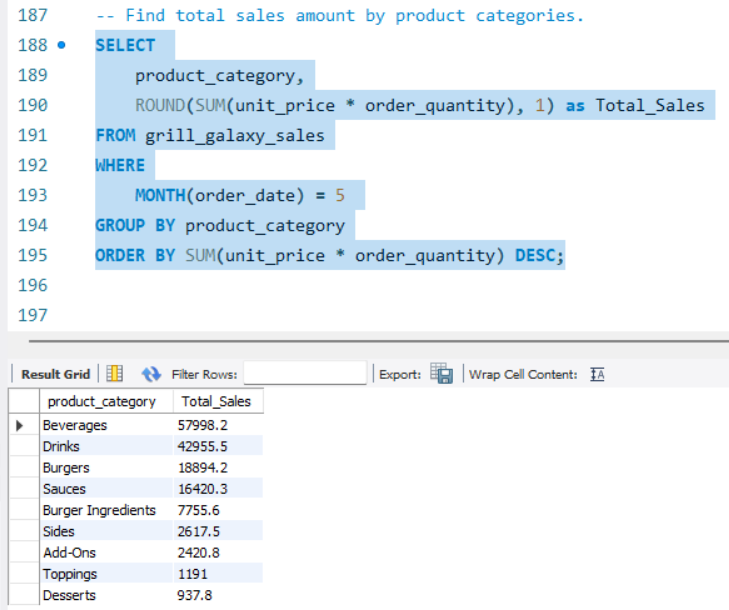 187 -- Find total sales amount by product categories.
188 SELECT
189 product_category,
190 ROUND(SUM(unit_price * order_quantity), 1) as Total_Sales
191 FROM grill_galaxy_sales
192 WHERE
193 MONTH(order_date) = 5
194 GROUP BY product_category
195 ORDER BY SUM(unit_price * order_quantity) DESC;
196
197
Result Grid Filter Rows: Export: Wrap Cell Content:
product_category Total_Sales
Beverages 57998.2
Drinks 42955.5
Burgers 18894.2
Sauces 16420.3
Burger Ingredients 7755.6
Sides 2617.5
Add-Ons 2420.8
Toppings 1191
Desserts 937.8